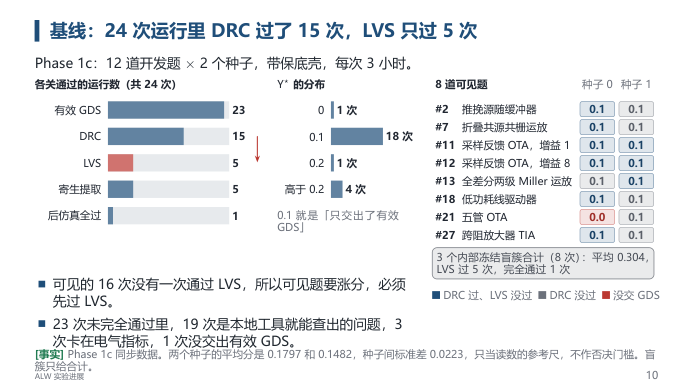 基线：24 次运行里 DRC 过了 15 次，LVS 只过 5 次
Phase 1c：12 道开发题 × 2 个种子，带保底壳，每次 3 小时。
各关通过的运行数（共 24 次）
有效 GDS 23
DRC 15
LVS 5
寄生提取 5
后仿真全过 1
Y* 的分布
0 1 次
0.1 18 次
0.2 1 次
高于 0.2 4 次
0.1 就是「只交出了有效
GDS」
8 道可见题 种子 0 种子 1
#2 推挽源随缓冲器 0.1 0.1
#7 折叠共源共栅运放 0.1 0.1
#11 采样反馈 OTA，增益 1 0.1 0.1
#12 采样反馈 OTA，增益 8 0.1 0.1
#13 全差分两级 Miller 运放 0.1 0.1
#18 低功耗线驱动器 0.1 0.1
#21 五管 OTA 0.0 0.1
#27 跨阻放大器 TIA 0.1 0.1
3 个内部冻结盲簇合计（8 次）：平均 0.304，
LVS 过 5 次，完全通过 1 次
DRC 过、LVS 没过 DRC 没过 没交 GDS
可见的 16 次没有一次通过 LVS，所以可见题要涨分，必须
先过 LVS。
23 次未完全通过里，19 次是本地工具就能查出的问题，3
次卡在电气指标，1 次没交出有效 GDS。
[事实] Phase 1c 同步数据。两个种子的平均分是 0.1797 和 0.1482，种子间标准差 0.0223，只当读数的参考尺，不作否决门槛。盲
簇只给合计。
ALW 实验进展
10